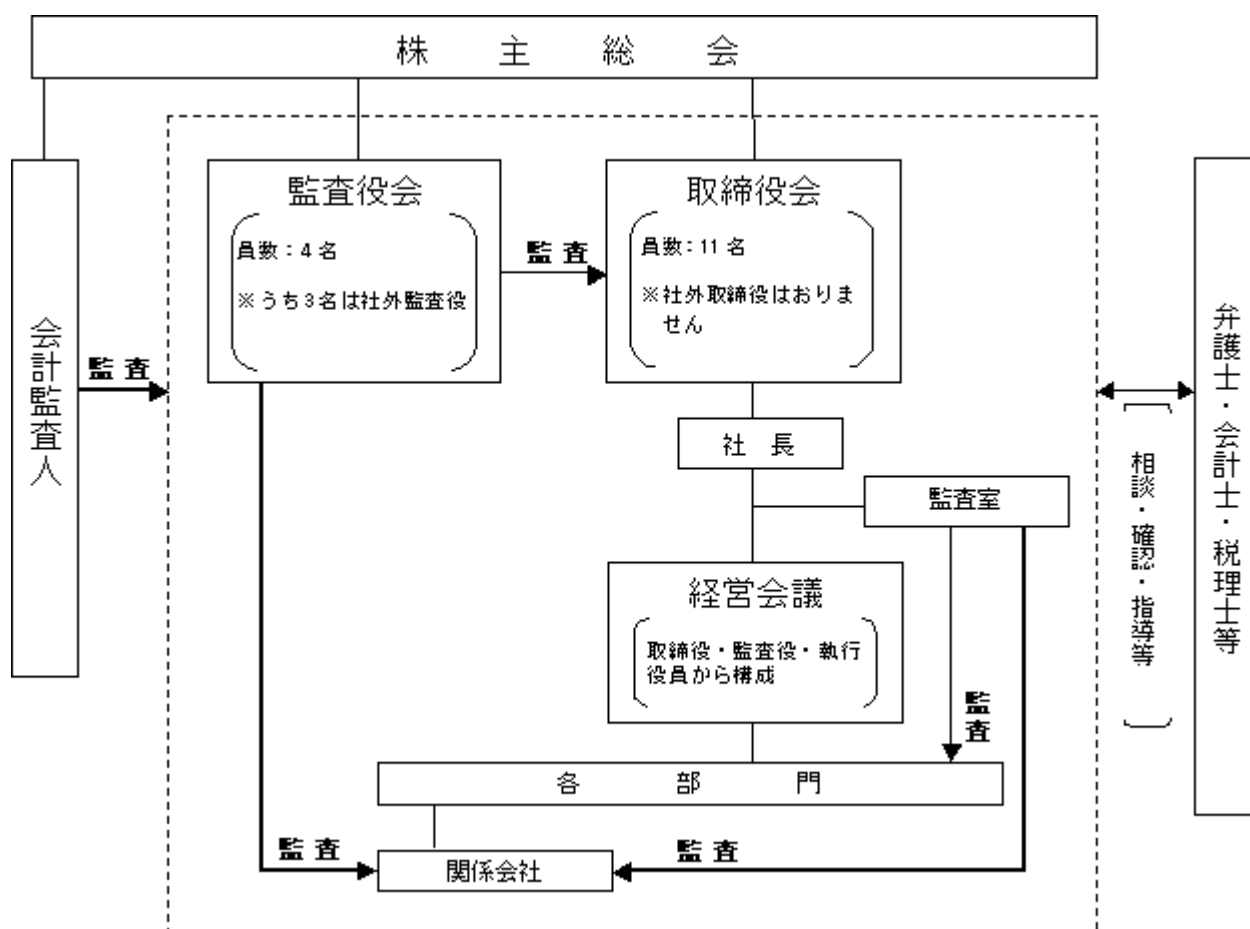 株主総会
監査役会
員数：4名
※うち3名は社外監査役
監査
取締役会
員数：11名
※社外取締役はおりま
せん
会計監査人
監査
社長
監査室
経営会議
取締役・監査役・執行
役員から構成
監査
各部門
監査
関係会社
監査
相談・確認・指導等
弁護士・会計士・税理士等